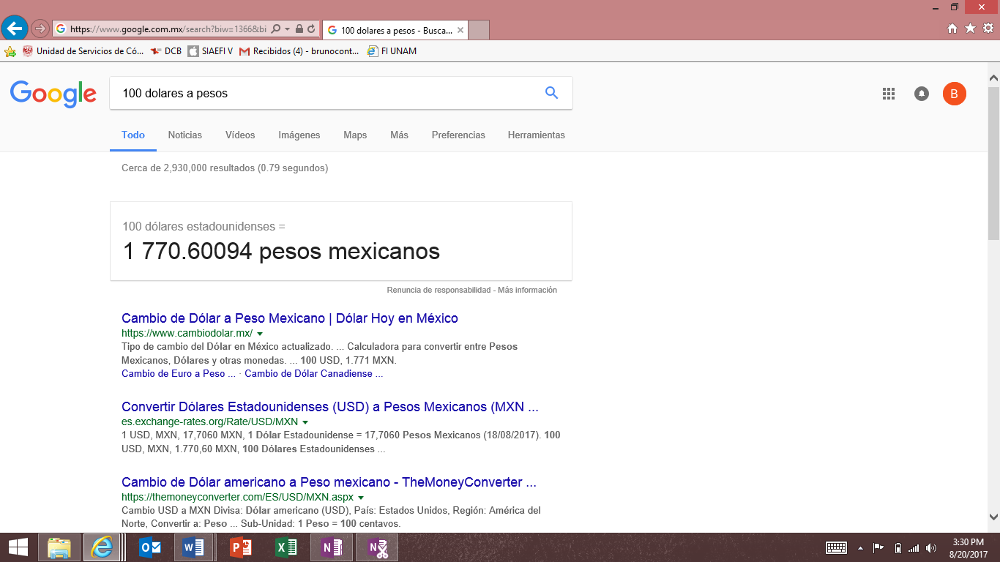 https://www.google.com.mx/search?biw=1366&bi
100 dolares a pesos - Busca...
Unidad de Servicios de Có...
DCB
SIAEFI V
Recibidos (4) - brunocont...
FI UNAM
Google
100 dolares a pesos
B
Todo
Noticias
Vídeos
Imágenes
Maps
Más
Preferencias
Herramientas
Cerca de 2,930,000 resultados (0.79 segundos)
100 dólares estadounidenses =
1 770.60094 pesos mexicanos
Renuncia de responsabilidad - Más información
Cambio de Dólar a Peso Mexicano | Dólar Hoy en México
https://www.cambiodolar.mx/
Tipo de cambio del Dólar en México actualizado. ... Calculadora para convertir entre Pesos
Mexicanos, Dólares y otras monedas. ... 100 USD, 1.771 MXN.
Cambio de Euro a Peso ... · Cambio de Dólar Canadiense ...
Convertir Dólares Estadounidenses (USD) a Pesos Mexicanos (MXN ...
es.exchange-rates.org/Rate/USD/MXN
1 USD, MXN, 17,7060 MXN, 1 Dólar Estadounidense = 17,7060 Pesos Mexicanos (18/08/2017). 100
USD, MXN, 1.770,60 MXN, 100 Dólares Estadounidenses ...
Cambio de Dólar americano a Peso mexicano - TheMoneyConverter ...
https://themoneyconverter.com/ES/USD/MXN.aspx
Cambio USD a MXN Divisa: Dólar americano (USD), País: Estados Unidos, Región: América del
Norte, Convertir a: Peso ... Sub-Unidad: 1 Peso = 100 centavos.
3:30 PM
8/20/2017